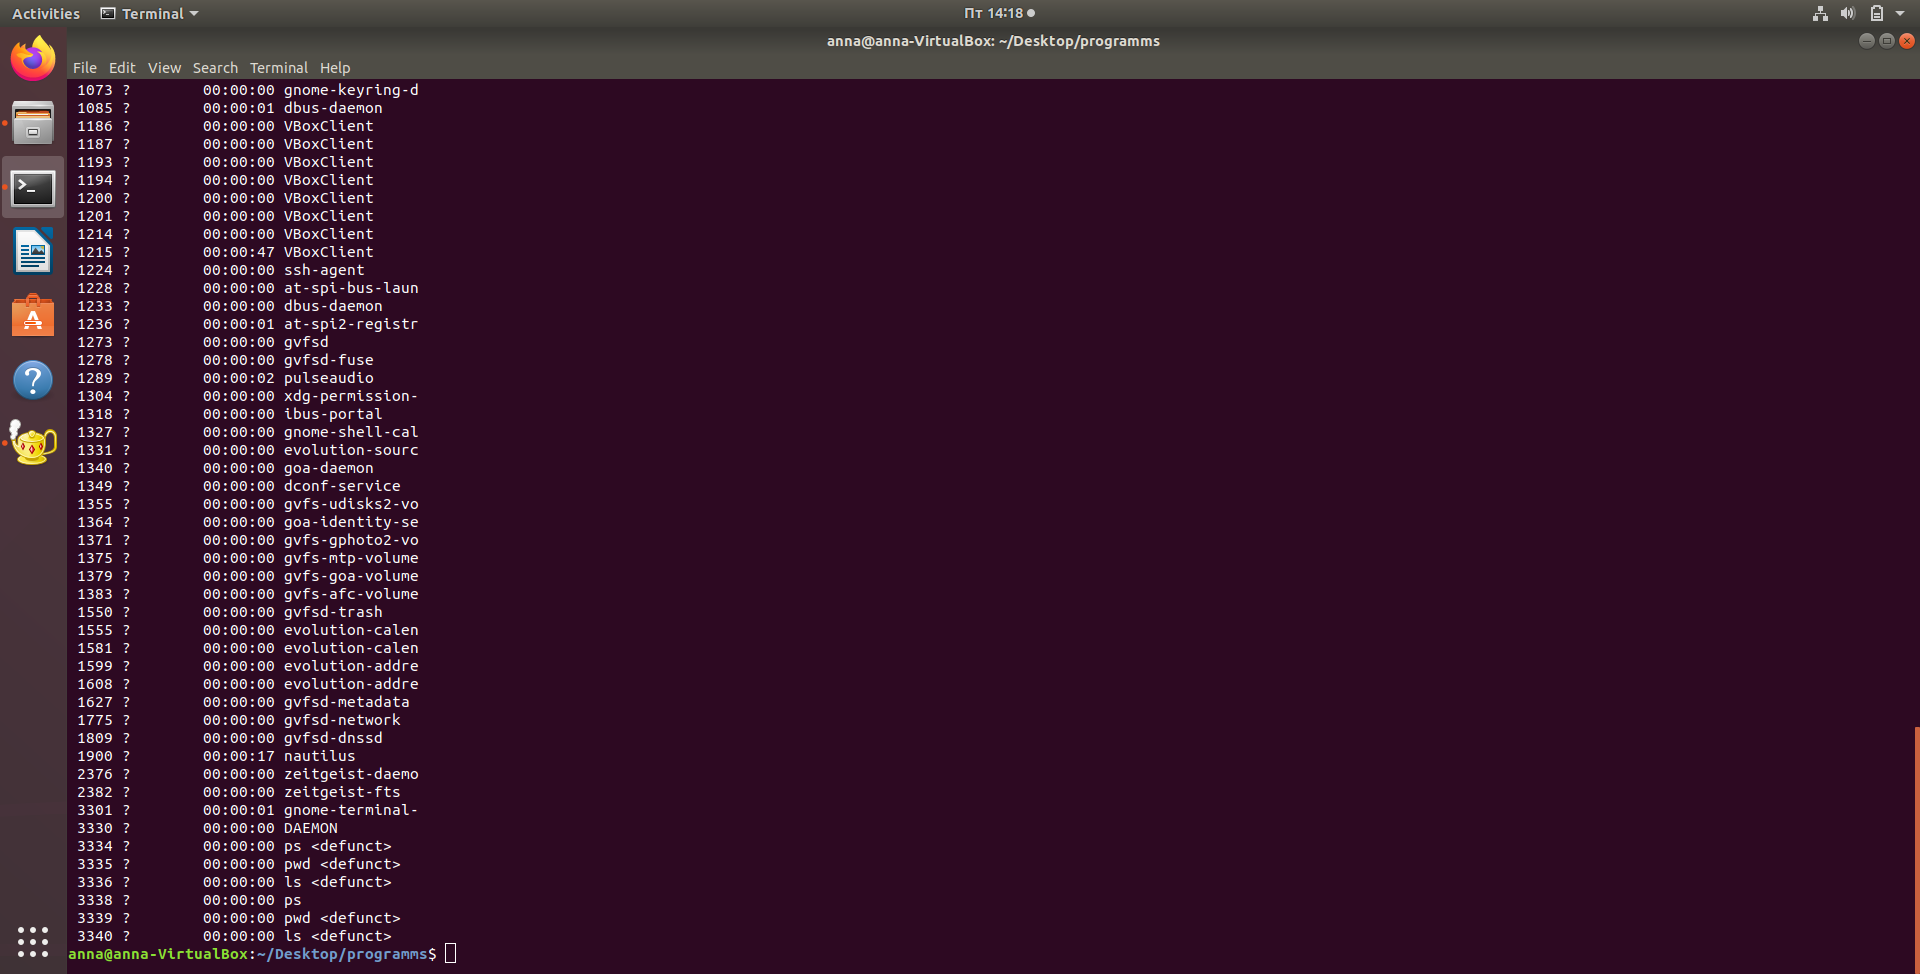 Activities Terminal Пт 14:18
anna@anna-VirtualBox: ~/Desktop/programms
File Edit View Search Terminal Help
1073 ? 00:00:00 gnome-keyring-d
1085 ? 00:00:01 dbus-daemon
1186 ? 00:00:00 VBoxClient
1187 ? 00:00:00 VBoxClient
1193 ? 00:00:00 VBoxClient
1194 ? 00:00:00 VBoxClient
1200 ? 00:00:00 VBoxClient
1201 ? 00:00:00 VBoxClient
1214 ? 00:00:00 VBoxClient
1215 ? 00:00:47 VBoxClient
1224 ? 00:00:00 ssh-agent
1228 ? 00:00:00 at-spi-bus-laun
1233 ? 00:00:00 dbus-daemon
1236 ? 00:00:01 at-spi2-registr
1273 ? 00:00:00 gvfsd
1278 ? 00:00:00 gvfsd-fuse
1289 ? 00:00:02 pulseaudio
1304 ? 00:00:00 xdg-permission-
1318 ? 00:00:00 ibus-portal
1327 ? 00:00:00 gnome-shell-cal
1331 ? 00:00:00 evolution-sourc
1340 ? 00:00:00 goa-daemon
1349 ? 00:00:00 dconf-service
1355 ? 00:00:00 gvfs-udisks2-vo
1364 ? 00:00:00 goa-identity-se
1371 ? 00:00:00 gvfs-gphoto2-vo
1375 ? 00:00:00 gvfs-mtp-volume
1379 ? 00:00:00 gvfs-goa-volume
1383 ? 00:00:00 gvfs-afc-volume
1550 ? 00:00:00 gvfsd-trash
1555 ? 00:00:00 evolution-calen
1581 ? 00:00:00 evolution-calen
1599 ? 00:00:00 evolution-addre
1608 ? 00:00:00 evolution-addre
1627 ? 00:00:00 gvfsd-metadata
1775 ? 00:00:00 gvfsd-network
1809 ? 00:00:00 gvfsd-dnssd
1900 ? 00:00:17 nautilus
2376 ? 00:00:00 zeitgeist-daemo
2382 ? 00:00:00 zeitgeist-fts
3301 ? 00:00:01 gnome-terminal-
3330 ? 00:00:00 DAEMON
3334 ? 00:00:00 ps <defunct>
3335 ? 00:00:00 pwd <defunct>
3336 ? 00:00:00 ls <defunct>
3338 ? 00:00:00 ps
3339 ? 00:00:00 pwd <defunct>
3340 ? 00:00:00 ls <defunct>
anna@anna-VirtualBox:~/Desktop/programms$